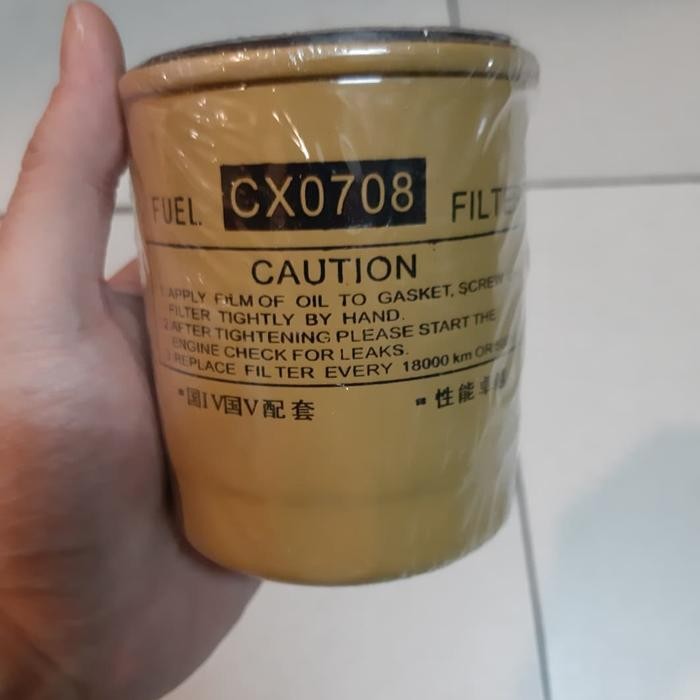 FUEL. CX0708 FILTE
CAUTION
1.APPLY FILM OF OIL TO GASKET, SCREW
FILTER TIGHTLY BY HAND.
2.AFTER TIGHTENING PLEASE START THE
ENGINE CHECK FOR LEAKS.
3.REPLACE FILTER EVERY 18000 km OR
国IV国V配套 性能卓